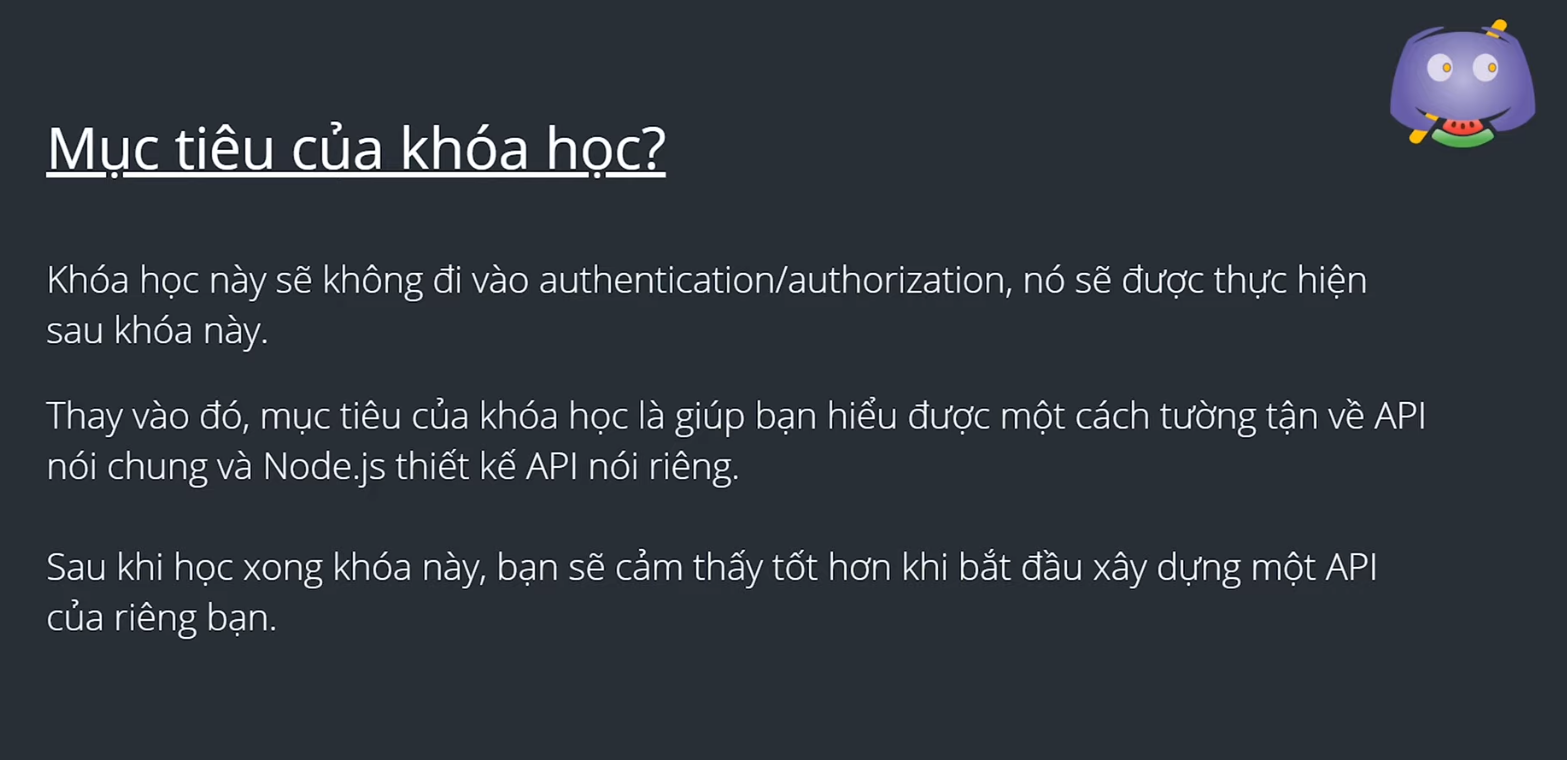 Mục tiêu của khóa học?
Khóa học này sẽ không đi vào authentication/authorization, nó sẽ được thực hiện
sau khóa này.
Thay vào đó, mục tiêu của khóa học là giúp bạn hiểu được một cách tường tận về API
nói chung và Node.js thiết kế API nói riêng.
Sau khi học xong khóa này, bạn sẽ cảm thấy tốt hơn khi bắt đầu xây dựng một API
của riêng bạn.